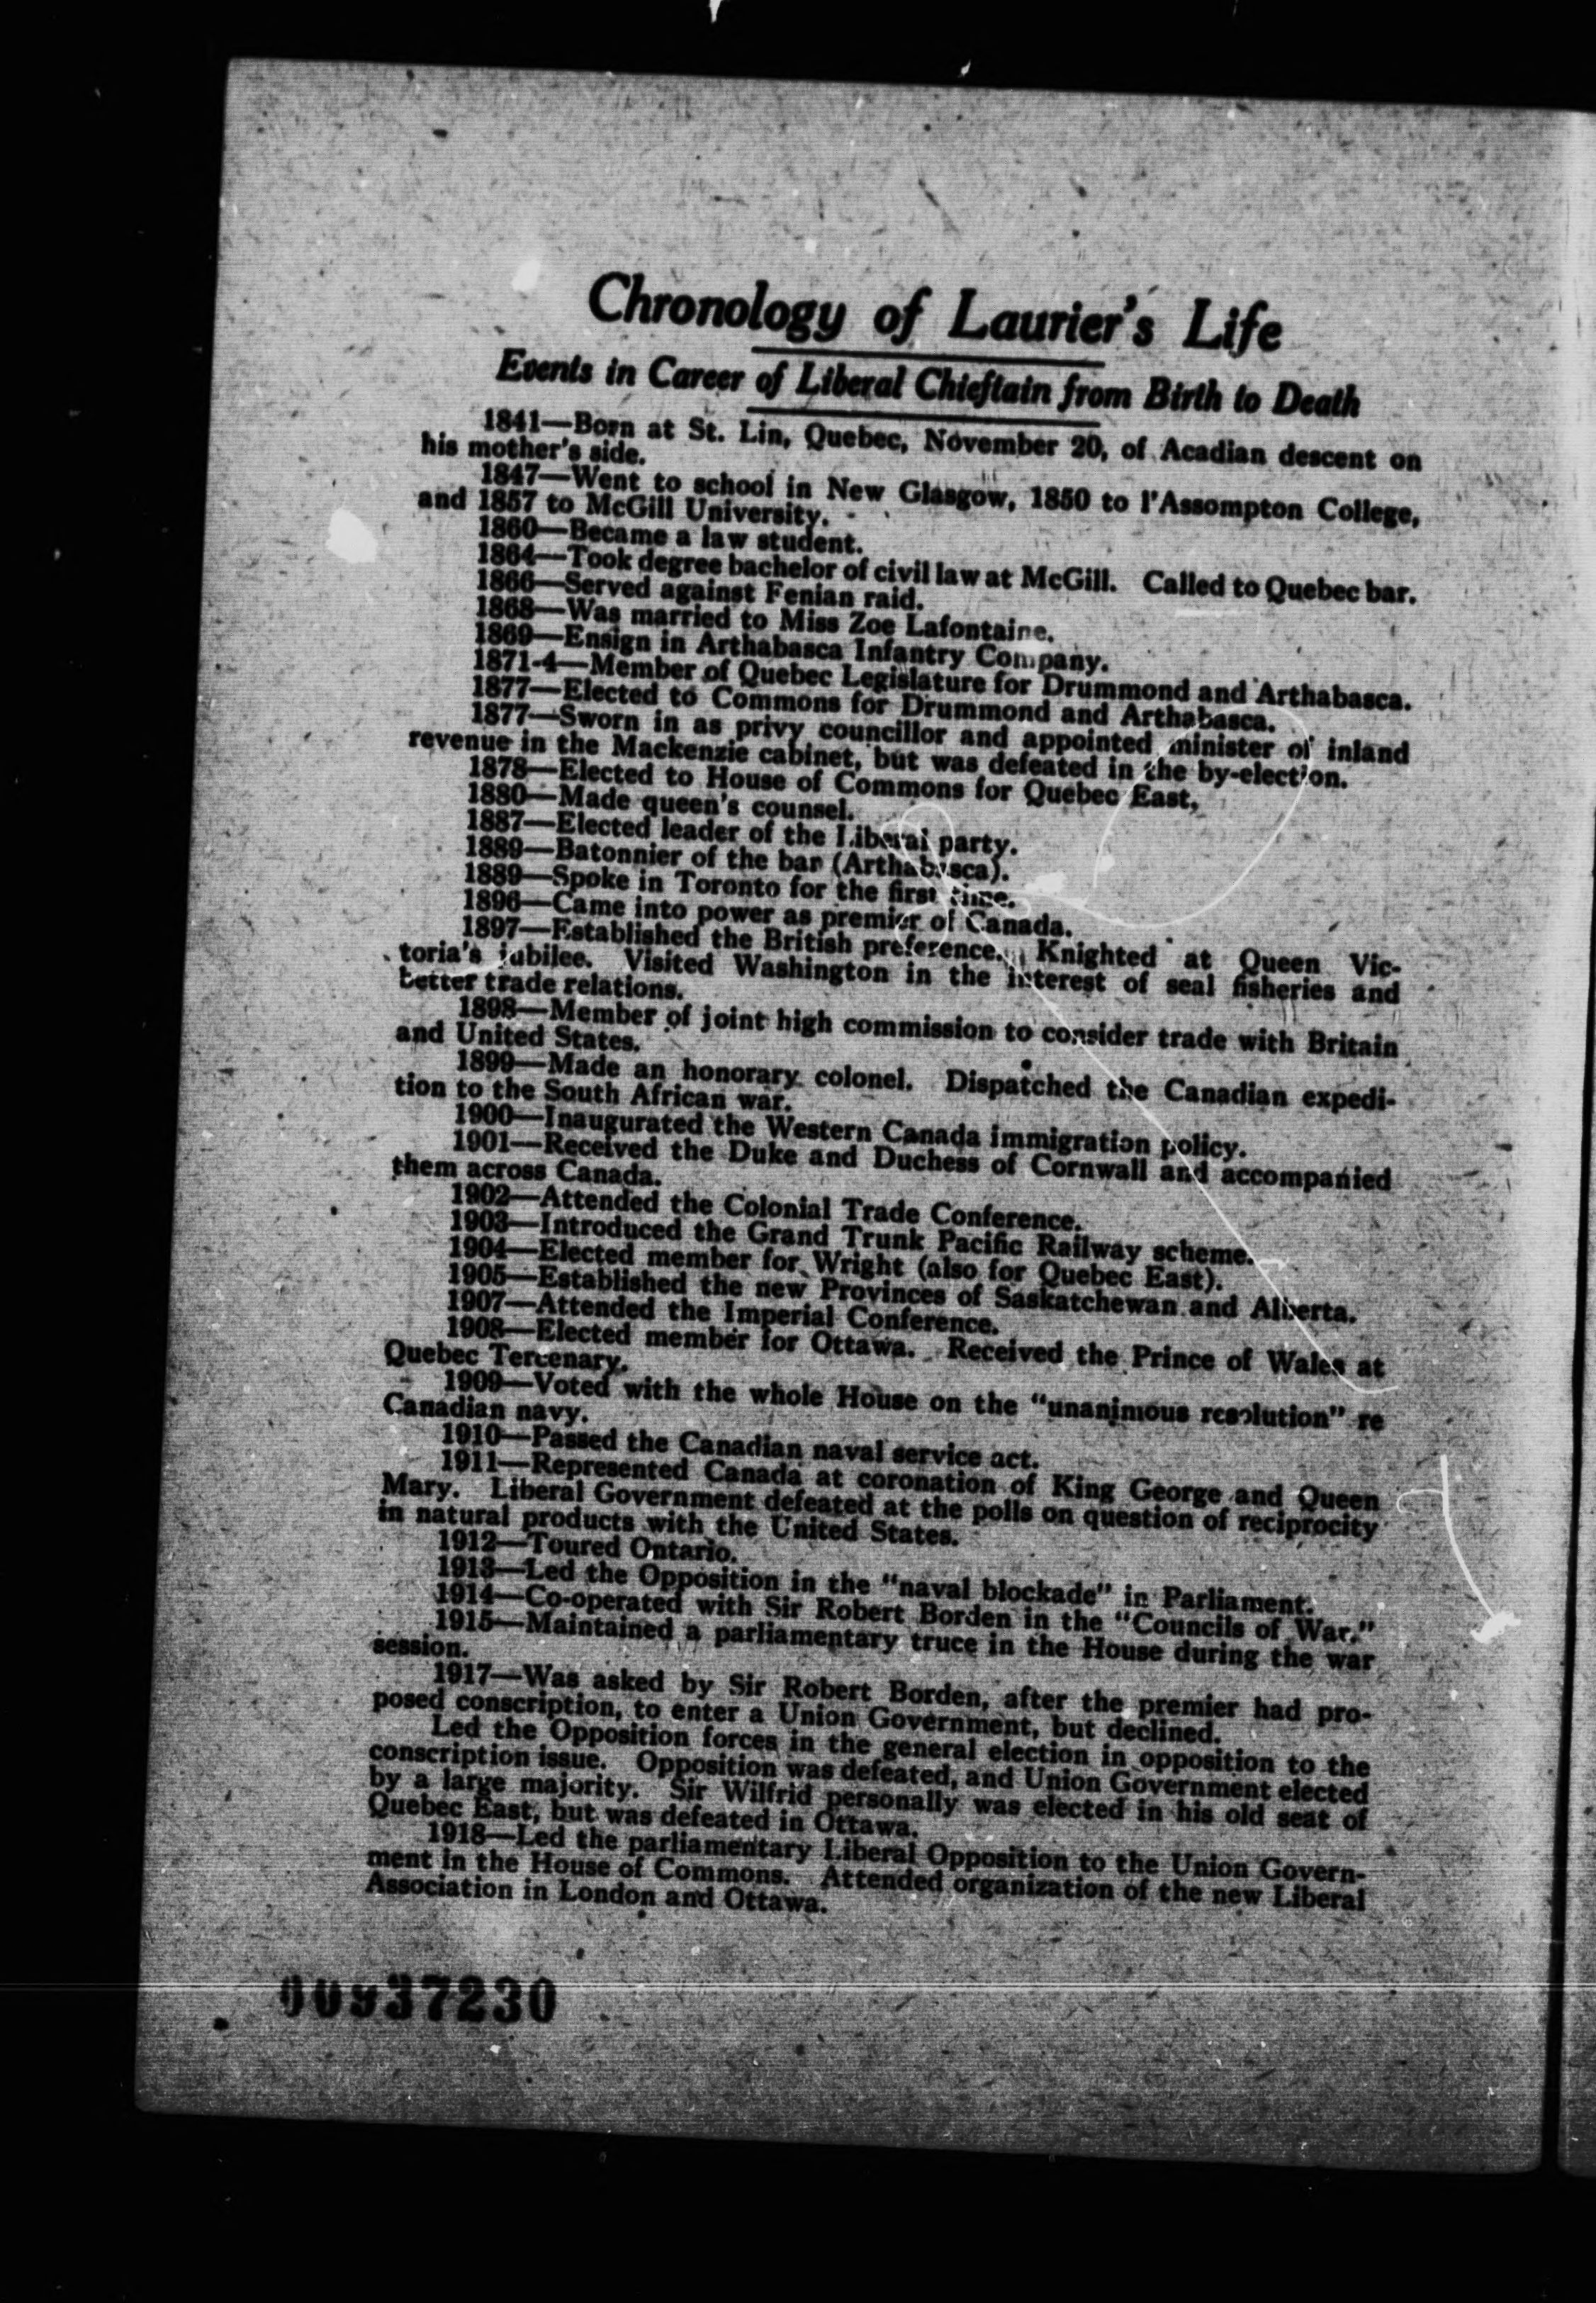 Chronology of Laurier's Life
Events in Career of Liberal Chieftain from Birth to Death
1841—Born at St. Lin, Quebec, November 20, of Acadian descent on
his mother's side.
1847—Went to school in New Glasgow, 1850 to l'Assompton College,
and 1857 to McGill University.
1860—Became a law student.
1864—Took degree bachelor of civil law at McGill. Called to Quebec bar.
1866—Served against Fenian raid.
1868—Was married to Miss Zoe Lafontaine.
1869—Ensign in Arthabasca Infantry Company.
1871-4—Member of Quebec Legislature for Drummond and Arthabasca.
1877—Elected to Commons for Drummond and Arthabasca.
1877—Sworn in as privy councillor and appointed minister of inland
revenue in the Mackenzie cabinet, but was defeated in the by-election.
1878—Elected to House of Commons for Quebec East.
1880—Made queen's counsel.
1887—Elected leader of the Liberal party.
1889—Batonnier of the bar (Arthabasca).
1889—Spoke in Toronto for the first time.
1896—Came into power as premier of Canada.
1897—Established the British preference. Knighted at Queen Vic-
toria's jubilee. Visited Washington in the interest of seal fisheries and
better trade relations.
1898—Member of joint high commission to consider trade with Britain
and United States.
1899—Made an honorary colonel. Dispatched the Canadian expedi-
tion to the South African war.
1900—Inaugurated the Western Canada immigration policy.
1901—Received the Duke and Duchess of Cornwall and accompanied
them across Canada.
1902—Attended the Colonial Trade Conference.
1903—Introduced the Grand Trunk Pacific Railway scheme.
1904—Elected member for Wright (also for Quebec East).
1905—Established the new Provinces of Saskatchewan and Alberta.
1907—Attended the Imperial Conference.
1908—Elected member for Ottawa. Received the Prince of Wales at
Quebec Tercenary.
1909—Voted with the whole House on the "unanimous resolution" re
Canadian navy.
1910—Passed the Canadian naval service act.
1911—Represented Canada at coronation of King George and Queen
Mary. Liberal Government defeated at the polls on question of reciprocity
in natural products with the United States.
1912—Toured Ontario.
1913—Led the Opposition in the "naval blockade" in Parliament.
1914—Co-operated with Sir Robert Borden in the "Councils of War."
1915—Maintained a parliamentary truce in the House during the war
session.
1917—Was asked by Sir Robert Borden, after the premier had pro-
posed conscription, to enter a Union Government, but declined.
Led the Opposition forces in the general election in opposition to the
conscription issue. Opposition was defeated, and Union Government elected
by a large majority. Sir Wilfrid personally was elected in his old seat of
Quebec East, but was defeated in Ottawa.
1918—Led the parliamentary Liberal Opposition to the Union Govern-
ment in the House of Commons. Attended organization of the new Liberal
Association in London and Ottawa.
00937230